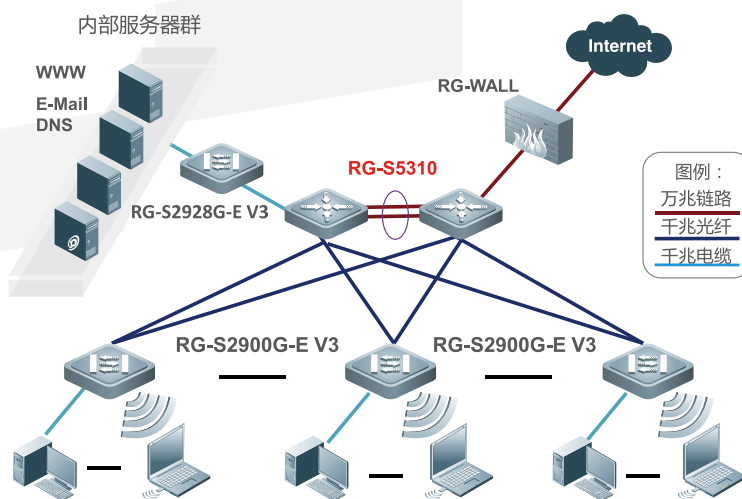 内部服务器群
WWW
E-Mail
DNS
Internet
RG-WALL
RG-S5310
RG-S2928G-E V3
图例：
万兆链路
千兆光纤
千兆电缆
RG-S2900G-E V3
RG-S2900G-E V3